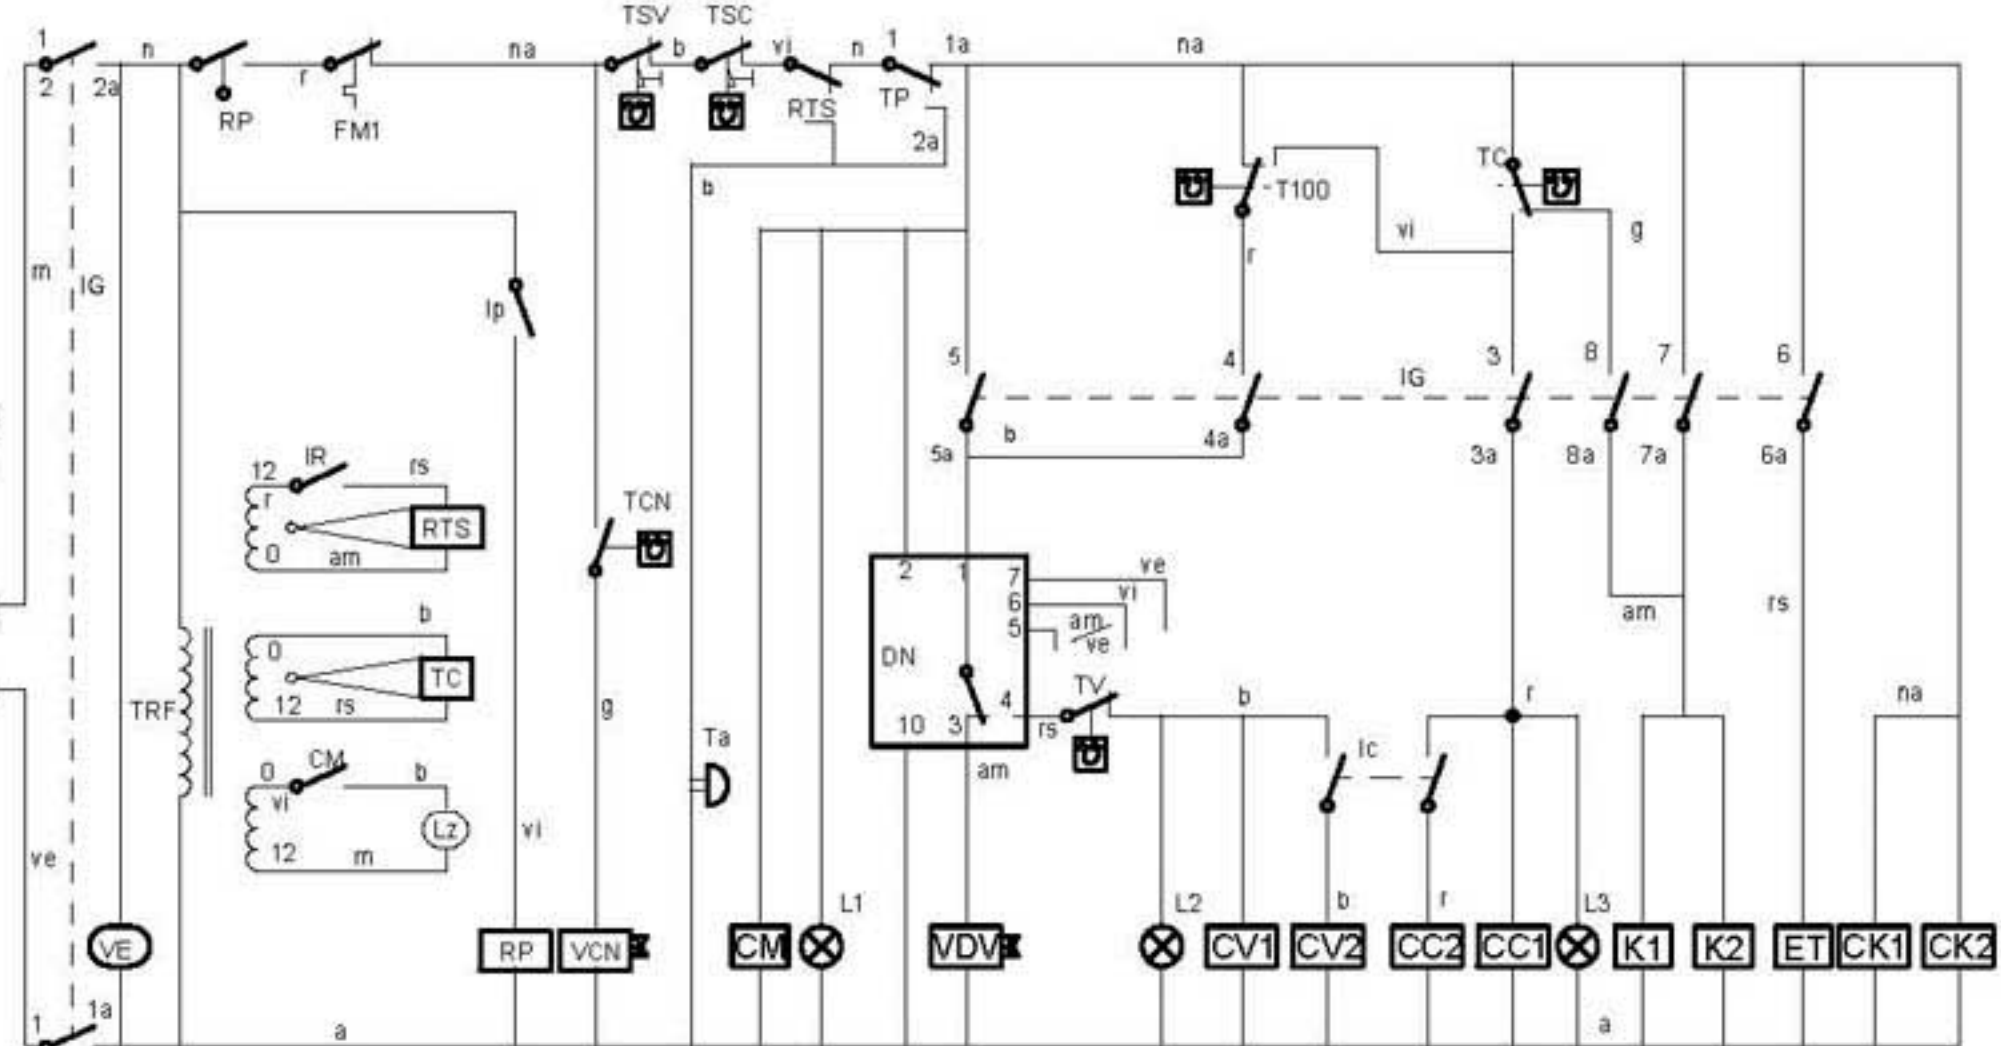 TSV TSC
1 n r na b vi n 1 1a na
2 2a RP FM1 RTS TP
2a
b
TC
T100
m IG vi g
r
Ip
5 4 3 8 7 6
IG
b
5a 4a 3a 8a 7a 6a
12 IR rs
r RTS
0 am
TCN
2 1 7 ve
6 vi
5 am
ve
am rs
b
0 TC
12 rs
DN
TV
TRF g 10 3 4 rs b r na
Ta
Ic
am
0 CM b
vi Lz
12 m
vi
ve
b r
L1 L2 L3
VE RP VCN CM VDV CV1 CV2 CC2 CC1 K1 K2 ET CK1 CK2
1 1a a a